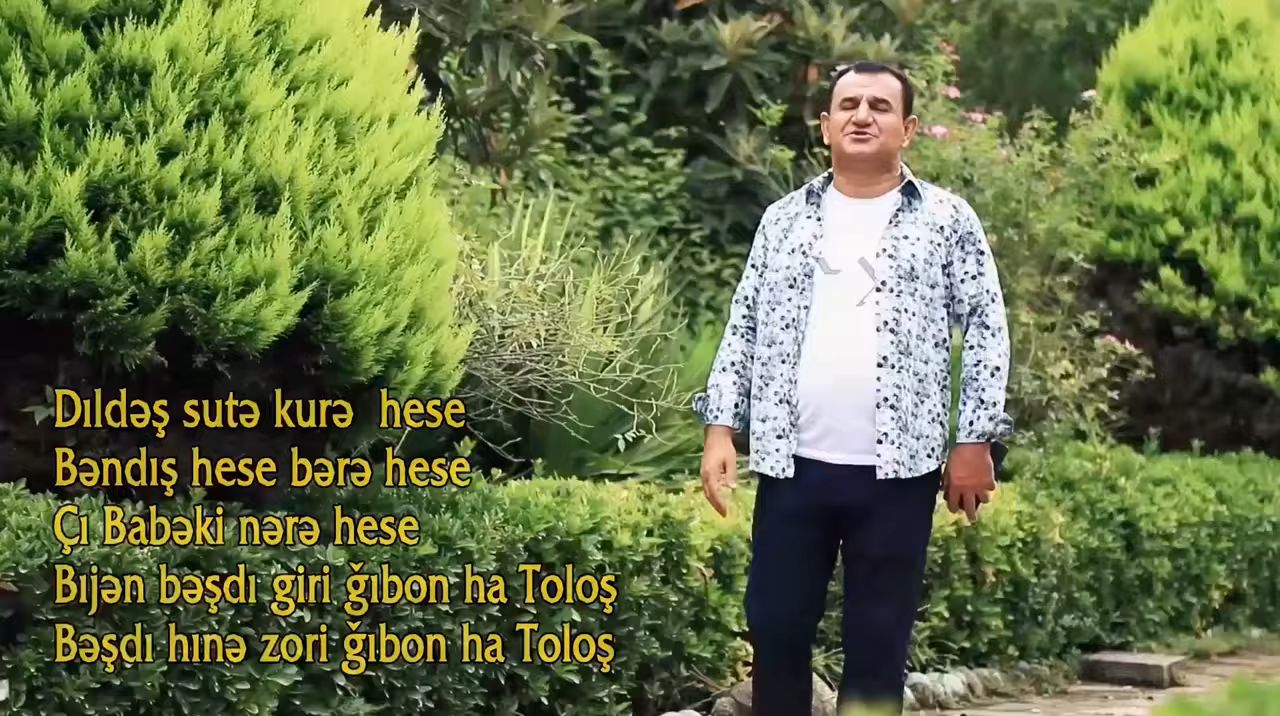 Dıldəş sutə kurə hese
Bəndış hese bərə hese
Çı Babəki nərə hese
Bıjən bəşdı giri ğıbon ha Toloş
Bəşdı hınə zori ğıbon ha Toloş